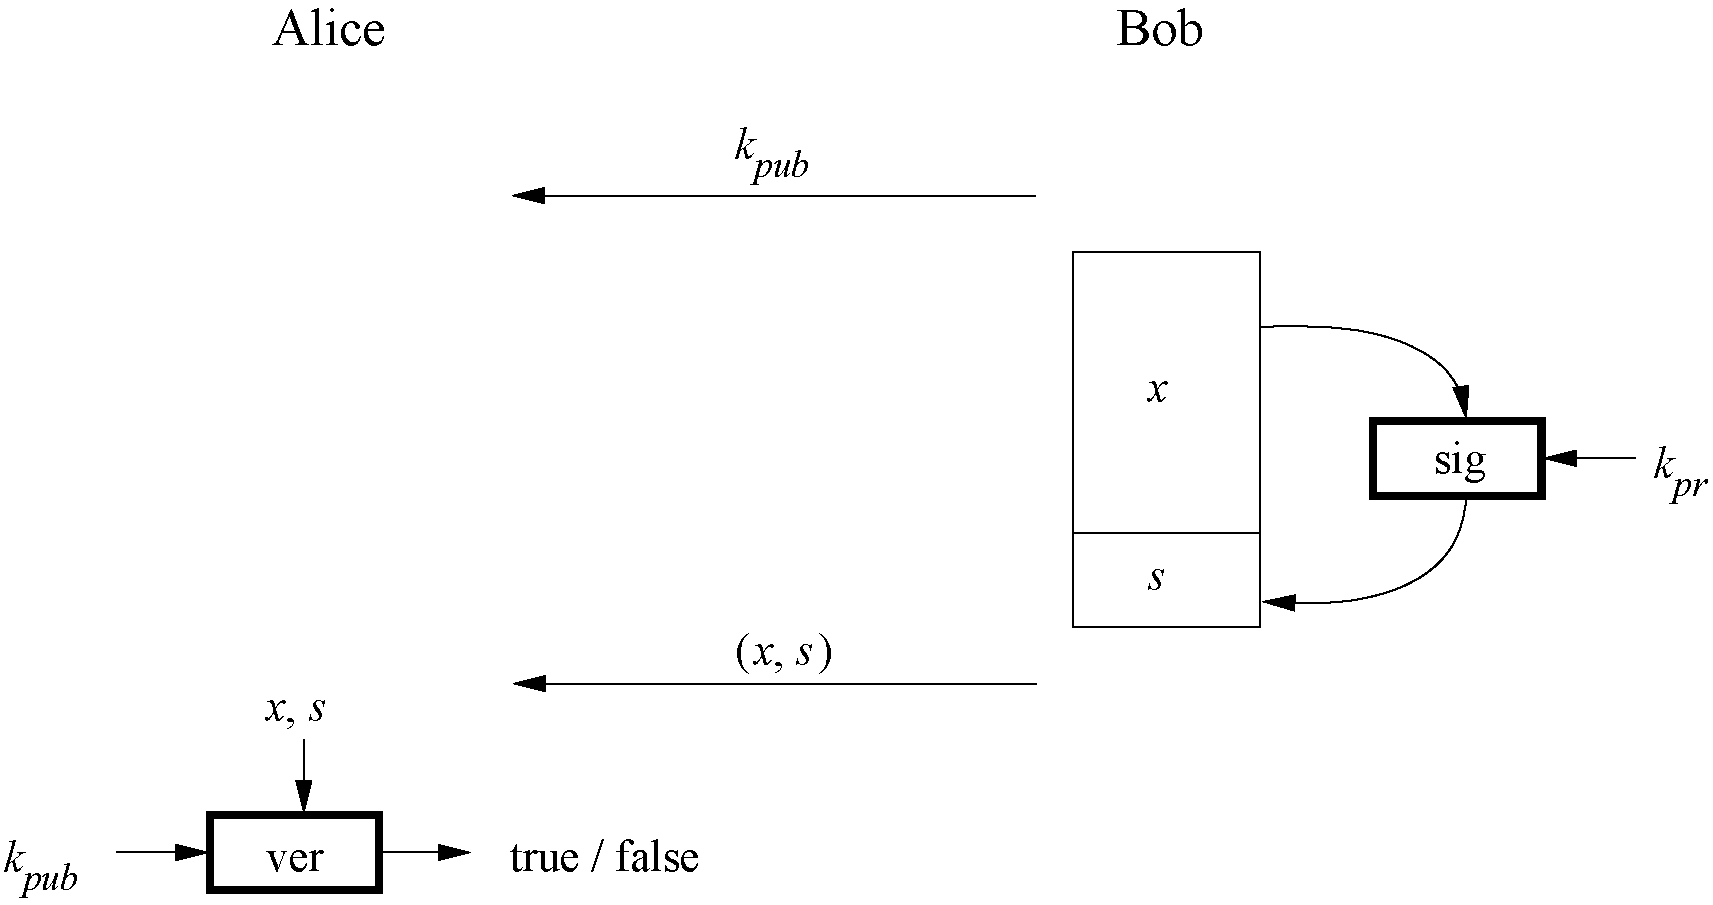 Alice Bob
k_pub
x
sig
k_pr
s
(x, s)
x, s
k_pub ver true / false